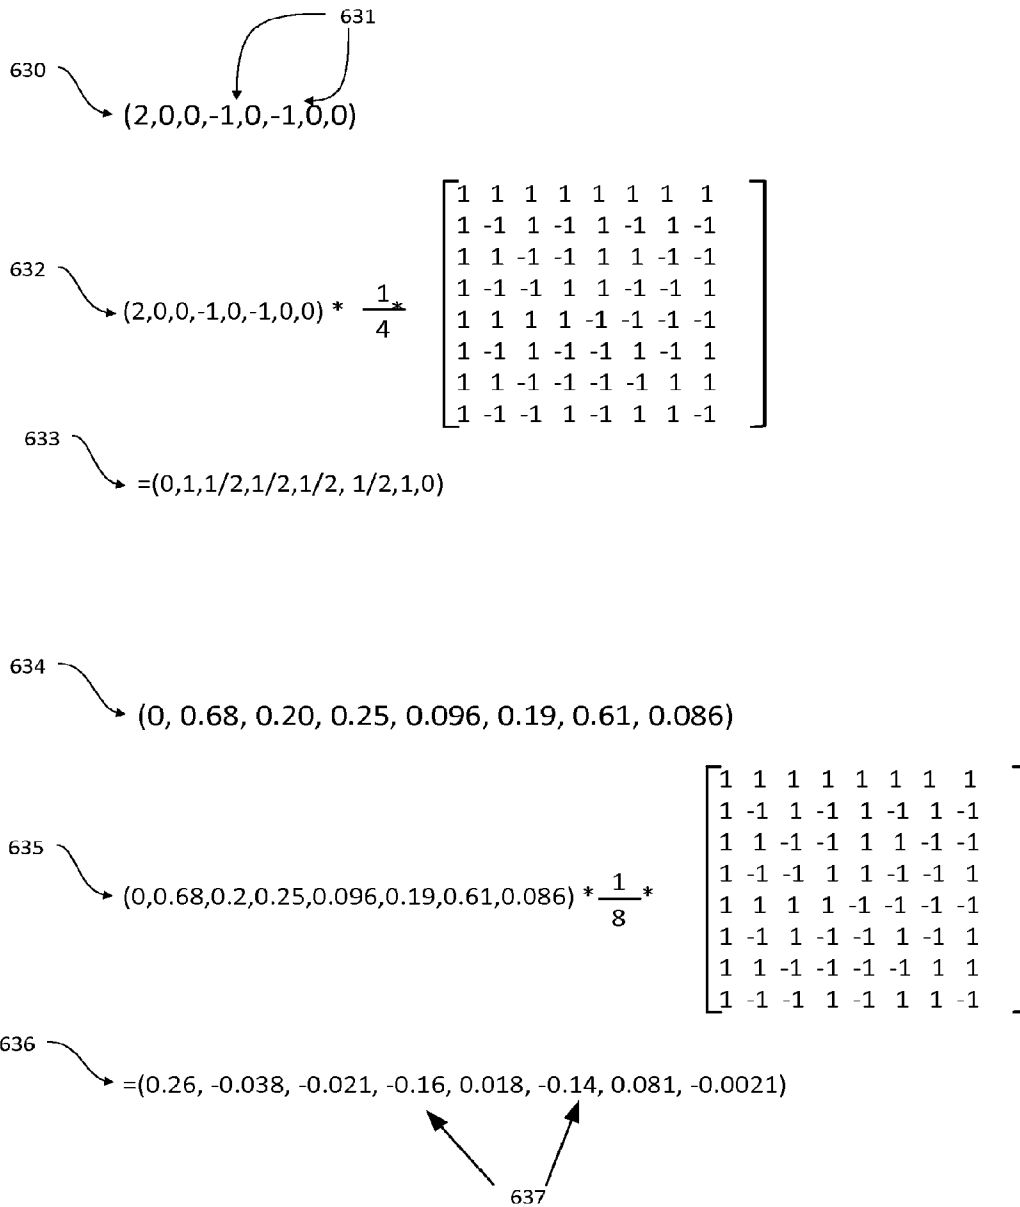 631
630
(2,0,0,-1,0,-1,0,0)
1 1 1 1 1 1 1 1
1 -1 1 -1 1 -1 1 -1
1 1 -1 -1 1 1 -1 -1
1 -1 -1 1 1 -1 -1 1
1 1 1 1 -1 -1 -1 -1
1 -1 1 -1 -1 1 -1 1
1 1 -1 -1 -1 -1 1 1
1 -1 -1 1 -1 1 1 -1
632
(2,0,0,-1,0,-1,0,0) * 1/4 *
633
=(0,1,1/2,1/2,1/2, 1/2,1,0)
634
(0, 0.68, 0.20, 0.25, 0.096, 0.19, 0.61, 0.086)
1 1 1 1 1 1 1 1
1 -1 1 -1 1 -1 1 -1
1 1 -1 -1 1 1 -1 -1
1 -1 -1 1 1 -1 -1 1
1 1 1 1 -1 -1 -1 -1
1 -1 1 -1 -1 1 -1 1
1 1 -1 -1 -1 -1 1 1
1 -1 -1 1 -1 1 1 -1
635
(0,0.68,0.2,0.25,0.096,0.19,0.61,0.086) * 1/8 *
636
=(0.26, -0.038, -0.021, -0.16, 0.018, -0.14, 0.081, -0.0021)
637